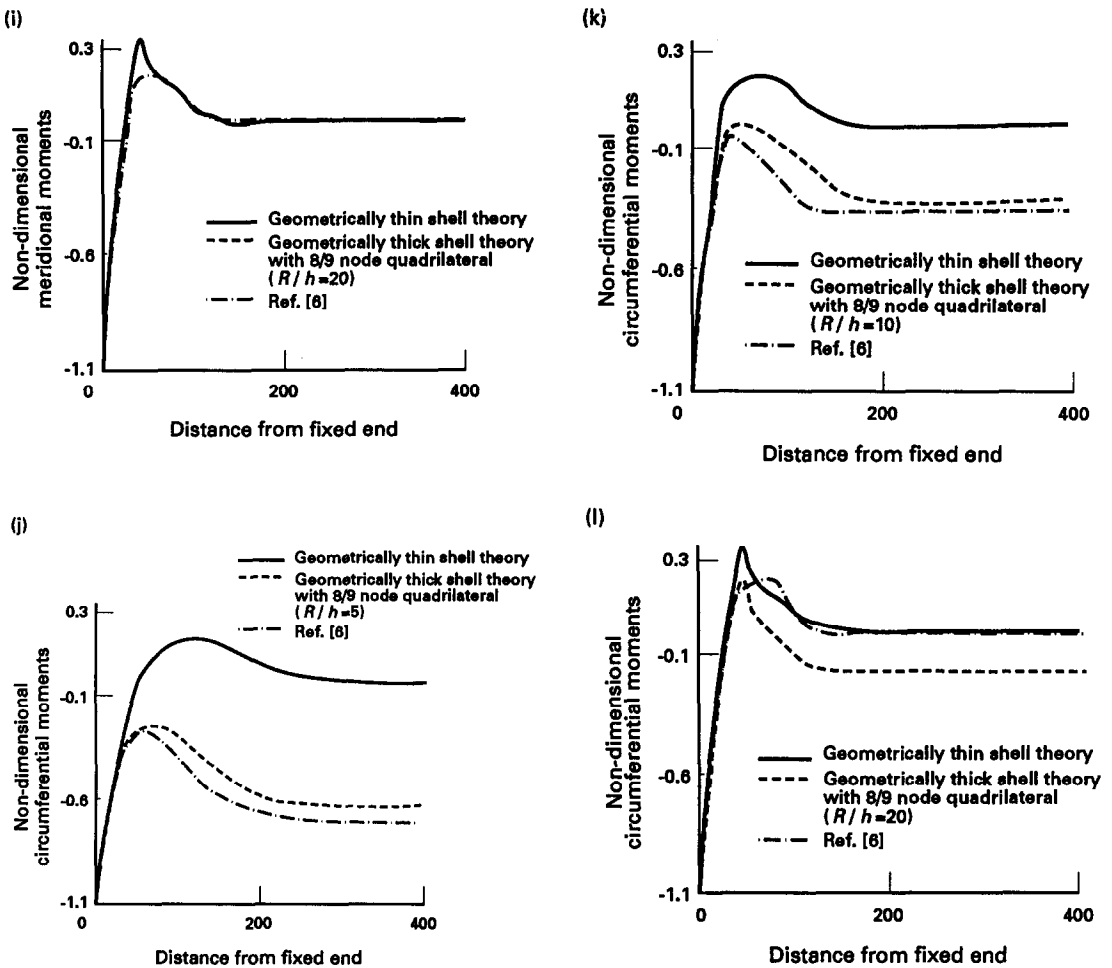 (i)
0.3
-0.1
-0.6
-1.1
0
200
400
Non-dimensional
meridional moments
Geometrically thin shell theory
Geometrically thick shell theory
with 8/9 node quadrilateral
(R/h=20)
Ref. [6]
Distance from fixed end
(k)
0.3
-0.1
-0.6
-1.1
0
200
400
Non-dimensional
circumferential moments
Geometrically thin shell theory
Geometrically thick shell theory
with 8/9 node quadrilateral
(R/h=10)
Ref. [6]
Distance from fixed end
(j)
Geometrically thin shell theory
Geometrically thick shell theory
with 8/9 node quadrilateral
(R/h=5)
Ref. [6]
0.3
-0.1
-0.6
-1.1
0
200
400
Non-dimensional
circumferential moments
Distance from fixed end
(l)
0.3
-0.1
-0.6
-1.1
0
200
400
Non-dimensional
circumferential moments
Geometrically thin shell theory
Geometrically thick shell theory
with 8/9 node quadrilateral
(R/h=20)
Ref. [6]
Distance from fixed end